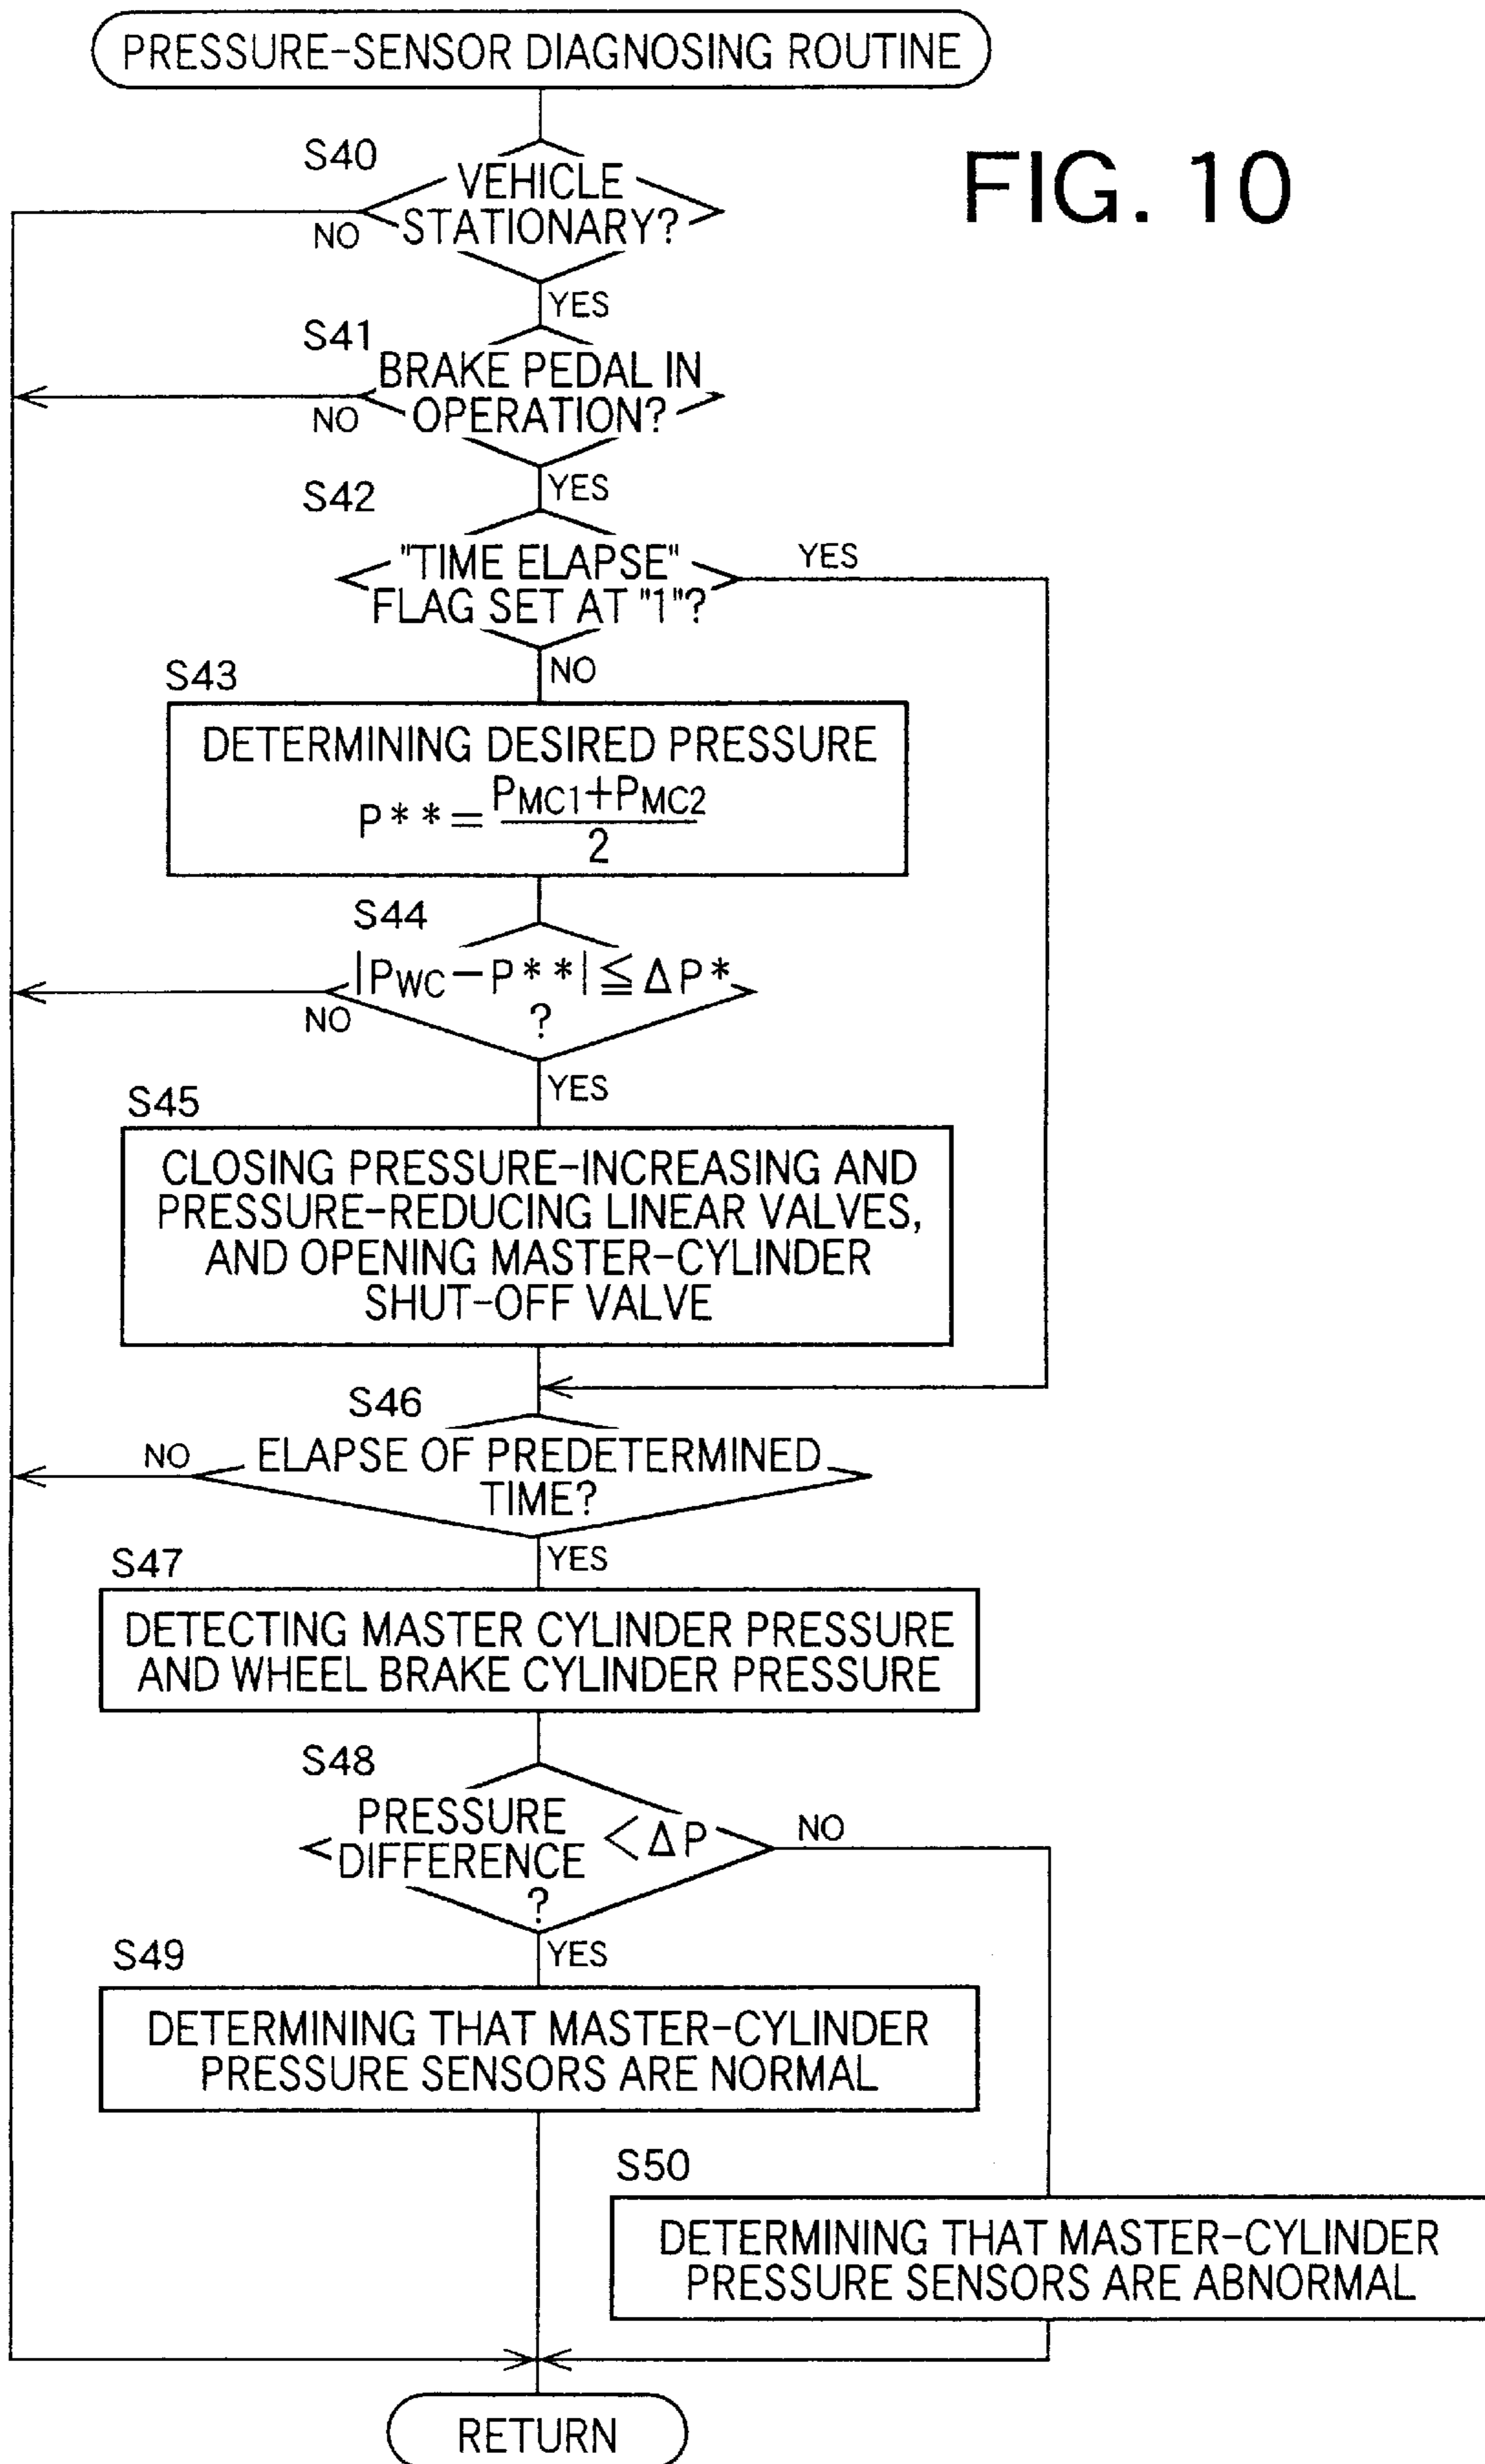 PRESSURE-SENSOR DIAGNOSING ROUTINE
FIG. 10
S40
VEHICLE
STATIONARY?
NO
YES
S41
BRAKE PEDAL IN
OPERATION?
NO
YES
S42
"TIME ELAPSE"
FLAG SET AT "1"?
YES
NO
S43
DETERMINING DESIRED PRESSURE
P** = (PMC1+PMC2)/2
S44
|PWC-P**| ≦ ΔP*
?
NO
YES
S45
CLOSING PRESSURE-INCREASING AND
PRESSURE-REDUCING LINEAR VALVES,
AND OPENING MASTER-CYLINDER
SHUT-OFF VALVE
S46
ELAPSE OF PREDETERMINED
TIME?
NO
YES
S47
DETECTING MASTER CYLINDER PRESSURE
AND WHEEL BRAKE CYLINDER PRESSURE
S48
PRESSURE
DIFFERENCE < ΔP
?
NO
YES
S49
DETERMINING THAT MASTER-CYLINDER
PRESSURE SENSORS ARE NORMAL
S50
DETERMINING THAT MASTER-CYLINDER
PRESSURE SENSORS ARE ABNORMAL
RETURN